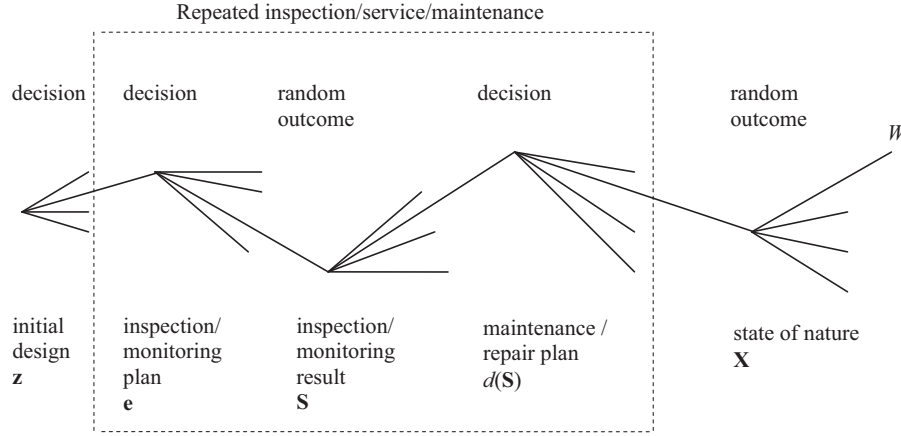 Repeated inspection/service/maintenance
decision
decision
random
outcome
decision
random
outcome
W
initial
design
z
inspection/
monitoring
plan
e
inspection/
monitoring
result
S
maintenance /
repair plan
d(S)
state of nature
X